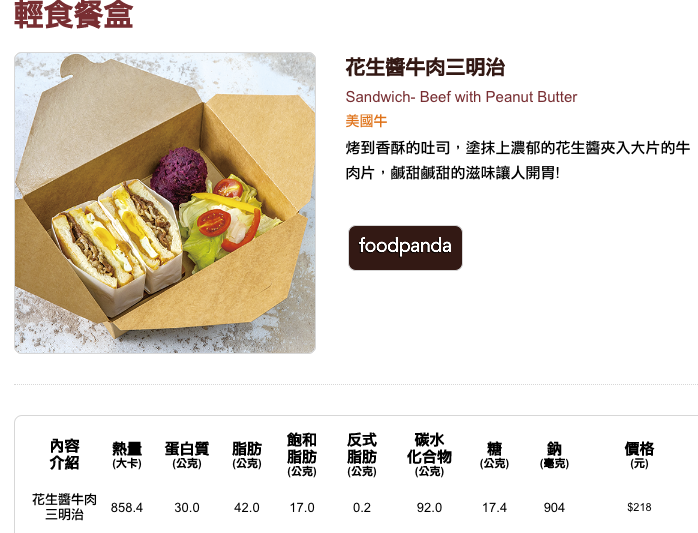 輕食餐盒
花生醬牛肉三明治
Sandwich- Beef with Peanut Butter
美國牛
烤到香酥的吐司，塗抹上濃郁的花生醬夾入大片的牛
肉片，鹹甜鹹甜的滋味讓人開胃!
foodpanda
內容介紹 熱量(大卡) 蛋白質(公克) 脂肪(公克) 飽和脂肪(公克) 反式脂肪(公克) 碳水化合物(公克) 糖(公克) 鈉(毫克) 價格(元)
花生醬牛肉三明治 858.4 30.0 42.0 17.0 0.2 92.0 17.4 904 $218